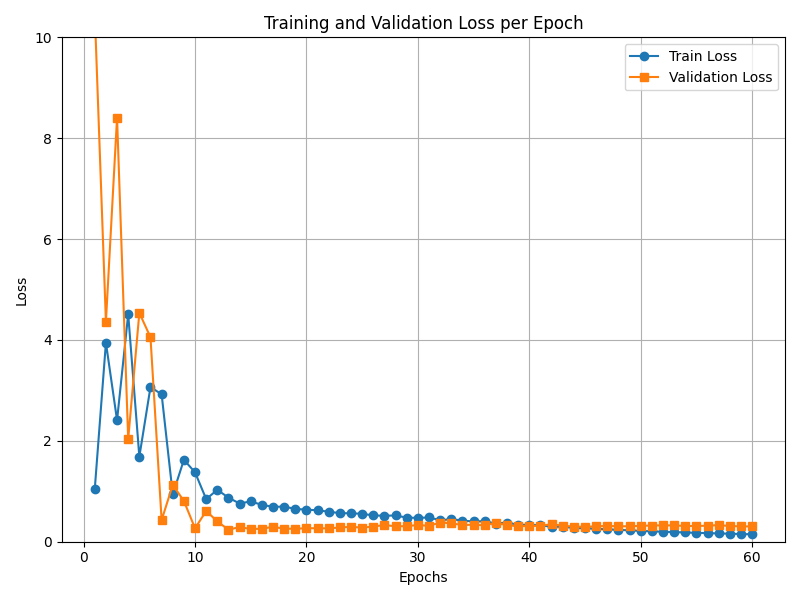 Training and Validation Loss per Epoch
Train Loss
Validation Loss
Loss
10
8
6
4
2
0
0 10 20 30 40 50 60
Epochs